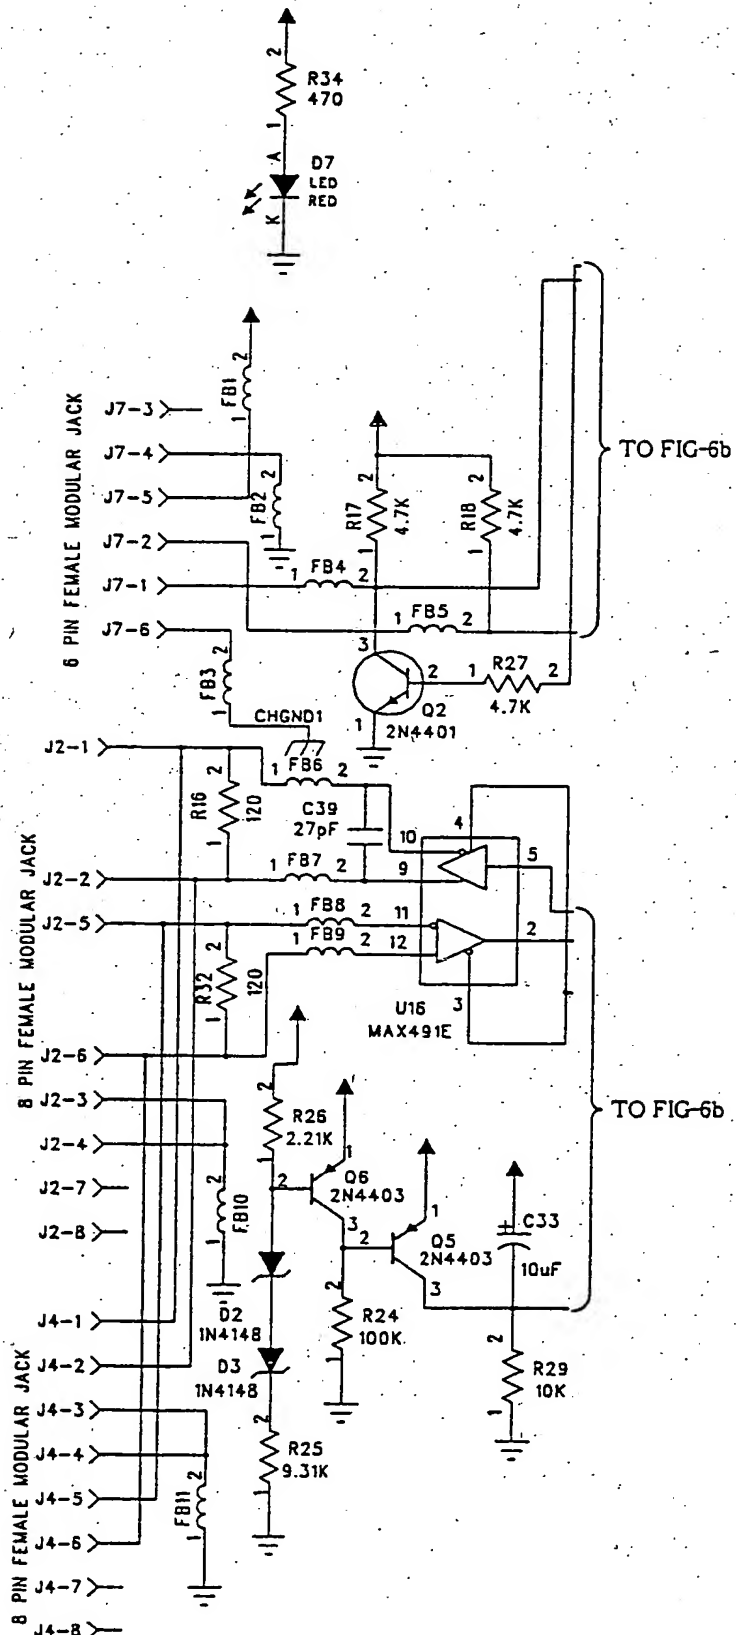 2
R34
470
1
A
D7
LED
RED
K
2
FB1
1
6 PIN FEMALE MODULAR JACK
J7-3
J7-4
J7-5
J7-2
J7-1
J7-6
2
FB2
1
2
R17
4.7K
1
2
R18
4.7K
1
TO FIG-6b
1 FB4 2
1 FB5 2
3
2
1
Q2
2N4401
1 R27 2
4.7K
2
FB3
1
CHGND1
8 PIN FEMALE MODULAR JACK
J2-1
J2-2
J2-5
J2-6
J2-3
J2-4
J2-7
J2-8
2
R16
120
1
1 FB6 2
C39
27pF
1 FB7 2
1 FB8 2
1 FB9 2
10
9
11
12
4
5
2
3
U16
MAX491E
2
R32
120
1
TO FIG-6b
2
R26
2.21K
1
2
1
Q6
2N4403
3
2
1
Q5
2N4403
3
+
C33
10uF
2
FB10
1
D2
1N4148
D3
1N4148
2
R24
100K
1
2
R29
10K
1
2
R25
9.31K
1
8 PIN FEMALE MODULAR JACK
J4-1
J4-2
J4-3
J4-4
J4-5
J4-6
J4-7
J4-8
2
FB11
1